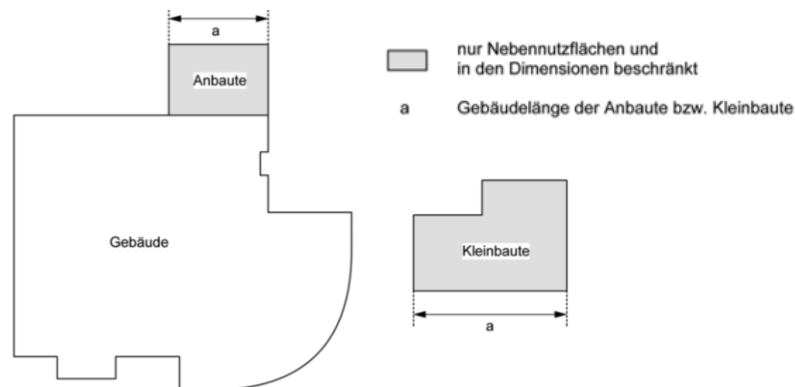 a
Anbaute
nur Nebennutzflächen und
in den Dimensionen beschränkt
a
Gebäudelänge der Anbaute bzw. Kleinbaute
Gebäude
Kleinbaute
a